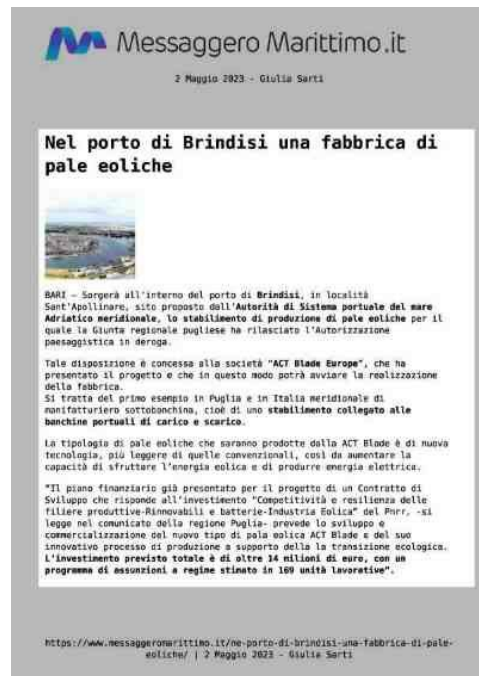 Messaggero Marittimo.it
2 Maggio 2023 - Giulia Sarti
Nel porto di Brindisi una fabbrica di
pale eoliche
BARI – Sorgerà all'interno del porto di Brindisi, in località
Sant'Apollinare, sito proposto dall'Autorità di Sistema portuale del mare
Adriatico meridionale, lo stabilimento di produzione di pale eoliche per il
quale la Giunta regionale pugliese ha rilasciato l'Autorizzazione
paesaggistica in deroga.
Tale disposizione è concessa alla società "ACT Blade Europe", che ha
presentato il progetto e che in questo modo potrà avviare la realizzazione
della fabbrica.
Si tratta del primo esempio in Puglia e in Italia meridionale di
manifatturiero sottobanchina, cioè di uno stabilimento collegato alle
banchine portuali di carico e scarico.
La tipologia di pale eoliche che saranno prodotte dalla ACT Blade è di nuova
tecnologia, più leggere di quelle convenzionali, così da aumentare la
capacità di sfruttare l'energia eolica e di produrre energia elettrica.
"Il piano finanziario già presentato per il progetto di un Contratto di
Sviluppo che risponde all'investimento "Competitività e resilienza delle
filiere produttive-Rinnovabili e batterie-Industria Eolica" del Pnrr, -si
legge nel comunicato della regione Puglia- prevede lo sviluppo e
commercializzazione del nuovo tipo di pala eolica ACT Blade e del suo
innovativo processo di produzione a supporto della la transizione ecologica.
L'investimento previsto totale è di oltre 14 milioni di euro, con un
programma di assunzioni a regime stimato in 169 unità lavorative".
https://www.messaggeromarittimo.it/ne-porto-di-brindisi-una-fabbrica-di-pale-
eoliche/ | 2 Maggio 2023 - Giulia Sarti